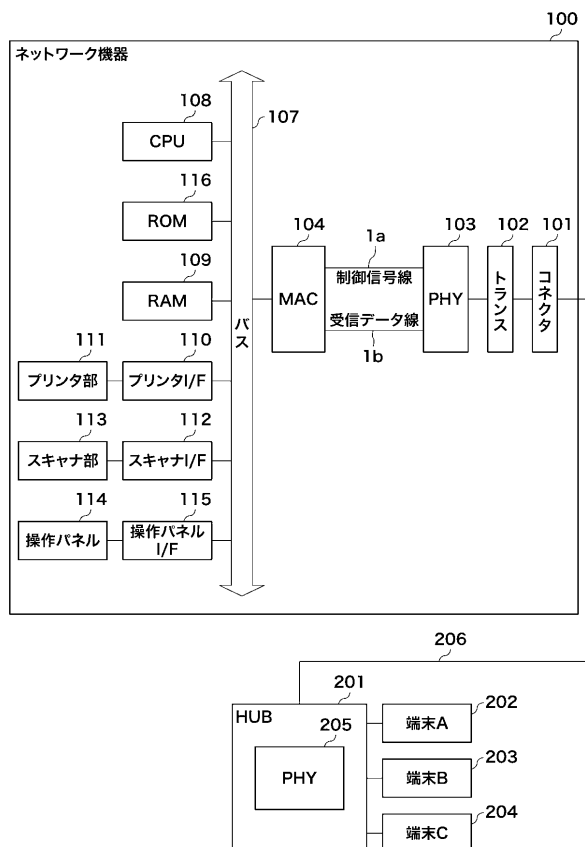 100
ネットワーク機器
108
CPU
107
116
ROM
104
MAC
1a
制御信号線
受信データ線
1b
103
PHY
102
トランス
101
コネクタ
109
RAM
バス
111
プリンタ部
110
プリンタI/F
113
スキャナ部
112
スキャナI/F
114
操作パネル
115
操作パネル
I/F
206
201
HUB
205
PHY
202
端末A
203
端末B
204
端末C